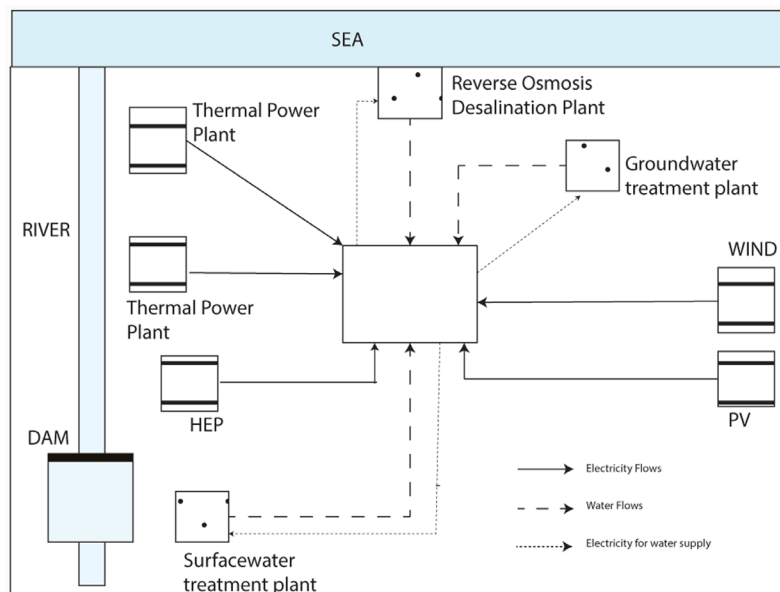 SEA
Reverse Osmosis
Desalination Plant
Thermal Power
Plant
Groundwater
treatment plant
RIVER
WIND
Thermal Power
Plant
HEP
PV
DAM
Electricity Flows
Water Flows
Electricity for water supply
Surfacewater
treatment plant